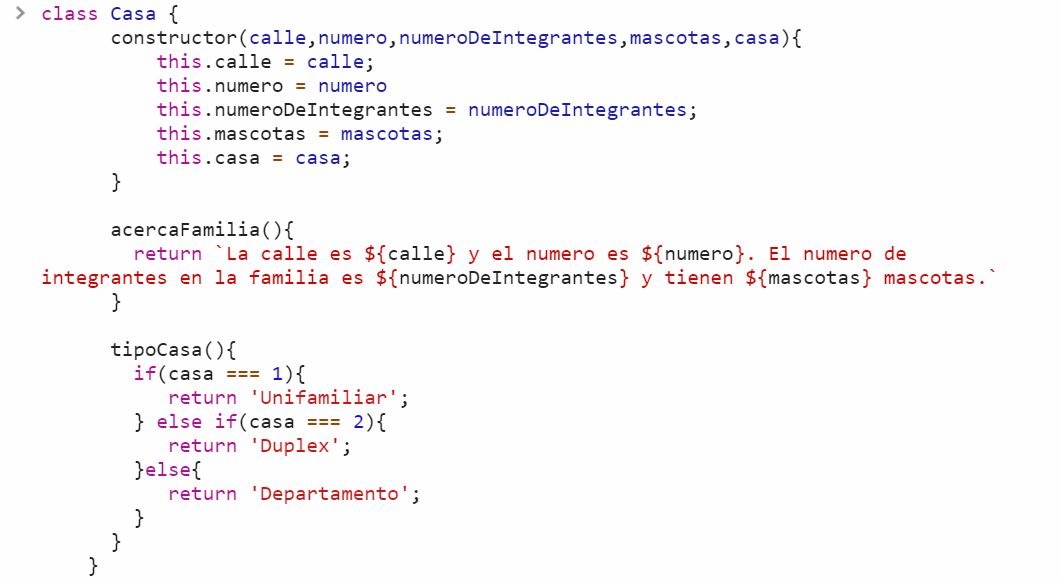 > class Casa {
constructor(calle,numero,numeroDeIntegrantes,mascotas,casa){
this.calle = calle;
this.numero = numero
this.numeroDeIntegrantes = numeroDeIntegrantes;
this.mascotas = mascotas;
this.casa = casa;
}
acercaFamilia(){
return `La calle es ${calle} y el numero es ${numero}. El numero de
integrantes en la familia es ${numeroDeIntegrantes} y tienen ${mascotas} mascotas.`
}
tipoCasa(){
if(casa === 1){
return 'Unifamiliar';
} else if(casa === 2){
return 'Duplex';
}else{
return 'Departamento';
}
}
}